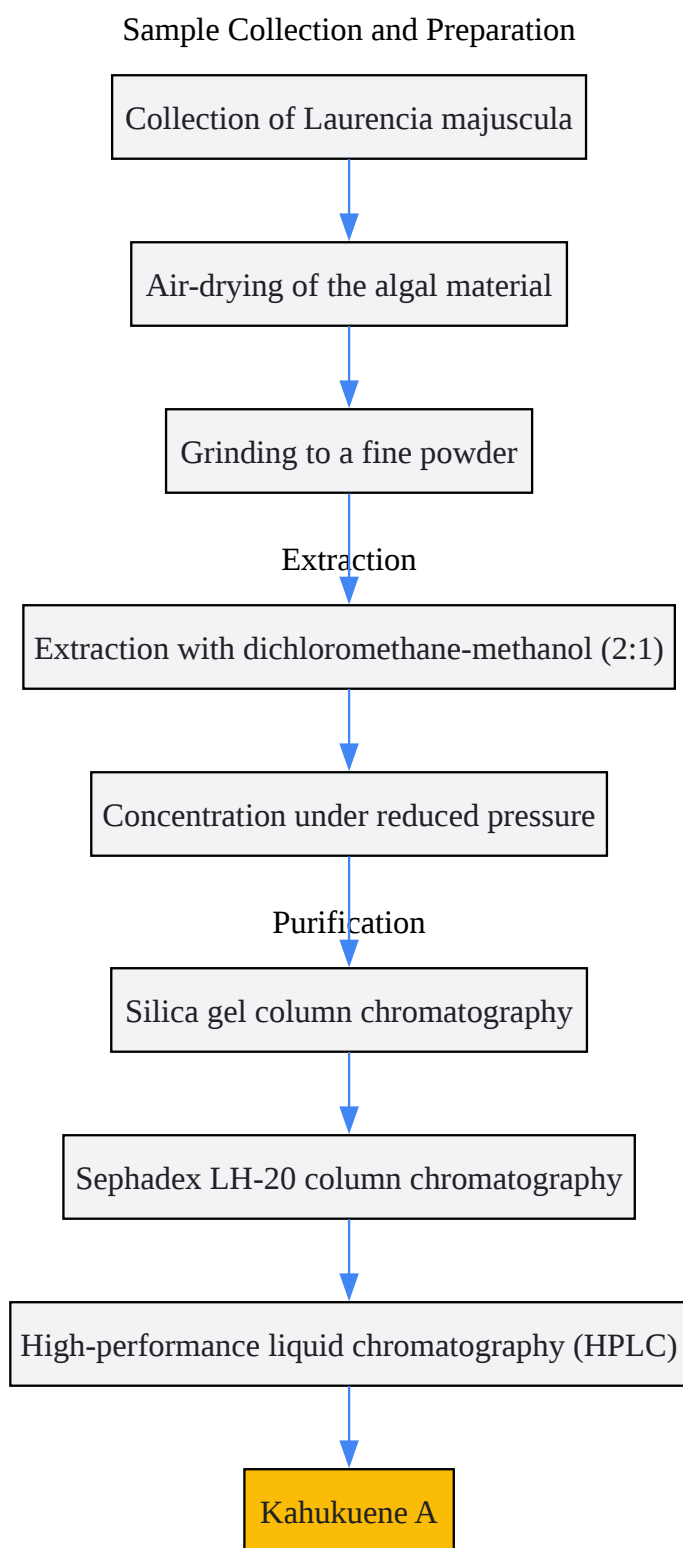 Sample Collection and Preparation
Collection of Laurencia majuscula
Air-drying of the algal material
Grinding to a fine powder
Extraction
Extraction with dichloromethane-methanol (2:1)
Concentration under reduced pressure
Purification
Silica gel column chromatography
Sephadex LH-20 column chromatography
High-performance liquid chromatography (HPLC)
Kahukuene A